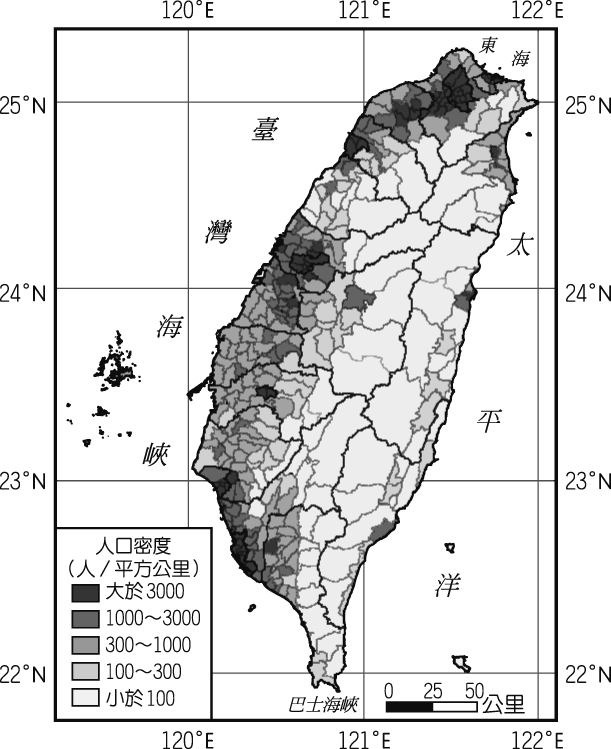 120°E 121°E 122°E
東
海
25°N 25°N
臺
灣
太
24°N 24°N
海
平
峽
23°N 23°N
人口密度
(人/平方公里)
大於3000
1000～3000
300～1000
100～300
小於100
洋
22°N 22°N
巴士海峽
0 25 50公里
120°E 121°E 122°E